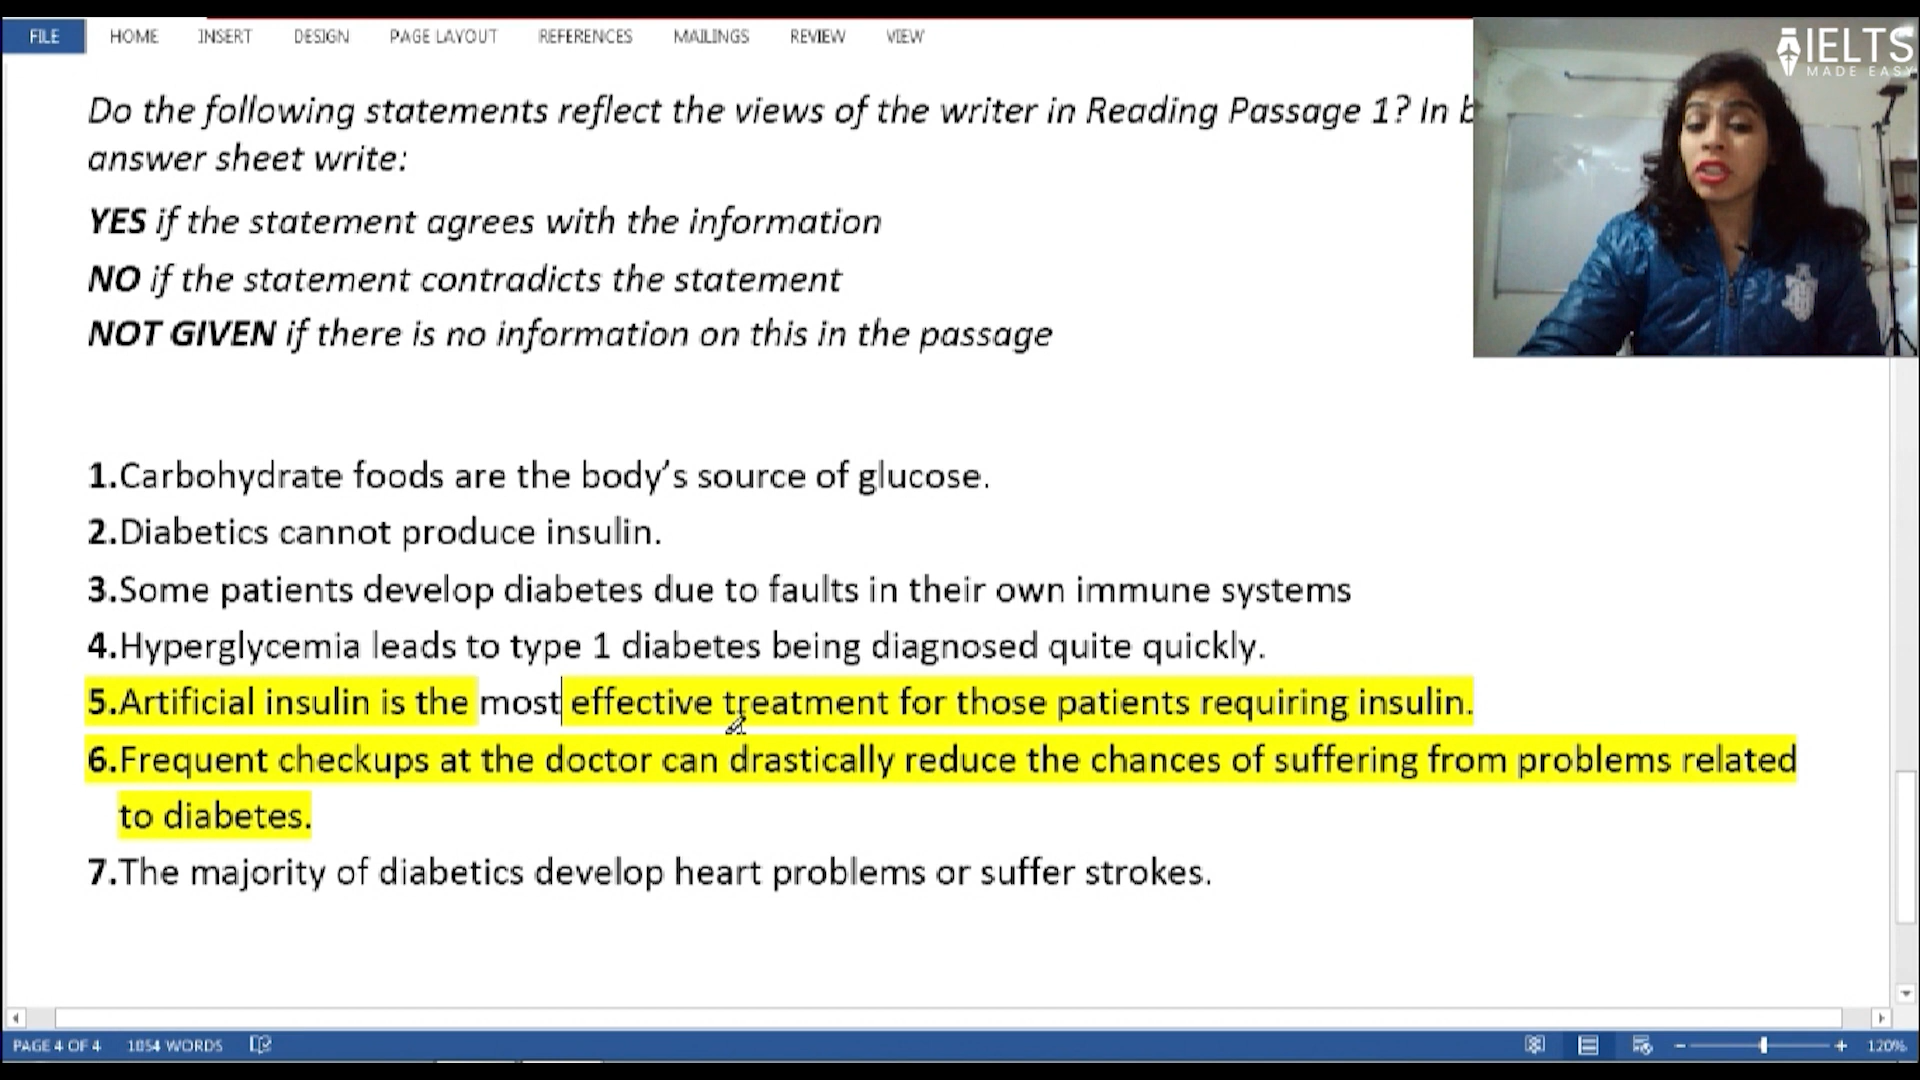 FILE HOME INSERT DESIGN PAGE LAYOUT REFERENCES MAILINGS REVIEW VIEW
IELTS
MADE EASY
Do the following statements reflect the views of the writer in Reading Passage 1? In b
answer sheet write:
YES if the statement agrees with the information
NO if the statement contradicts the statement
NOT GIVEN if there is no information on this in the passage
1.Carbohydrate foods are the body's source of glucose.
2.Diabetics cannot produce insulin.
3.Some patients develop diabetes due to faults in their own immune systems
4.Hyperglycemia leads to type 1 diabetes being diagnosed quite quickly.
5.Artificial insulin is the most effective treatment for those patients requiring insulin.
6.Frequent checkups at the doctor can drastically reduce the chances of suffering from problems related
to diabetes.
7.The majority of diabetics develop heart problems or suffer strokes.
PAGE 4 OF 4 1054 WORDS 120%